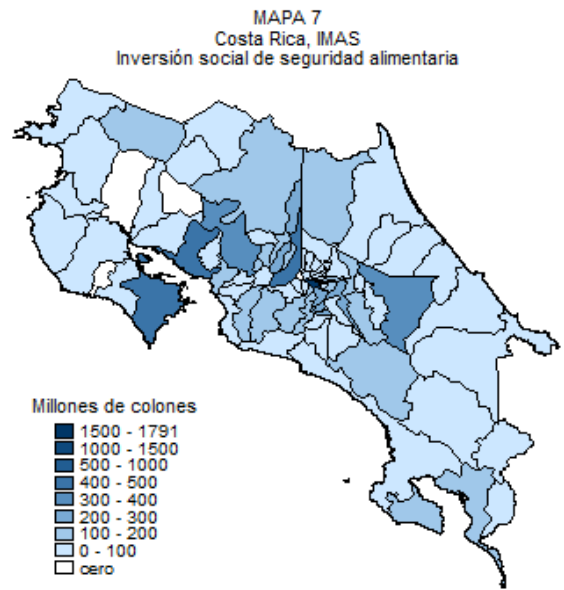 MAPA 7
Costa Rica, IMAS
Inversión social de seguridad alimentaria
Millones de colones
1500 - 1791
1000 - 1500
500 - 1000
400 - 500
300 - 400
200 - 300
100 - 200
0 - 100
cero